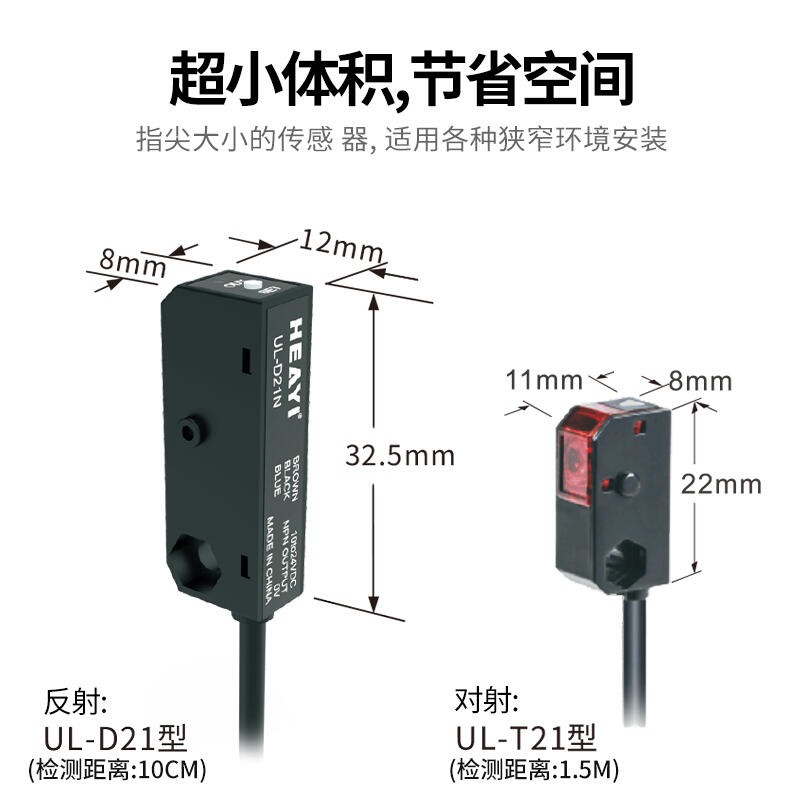 超小体积,节省空间
指尖大小的传感 器, 适用各种狭窄环境安装
8mm
12mm
32.5mm
HEAYI®
UL-D21N
BROWN 10to24VDC
BLACK NPN OUTPUT
BLUE 0V
MADE IN CHINA
11mm
8mm
22mm
反射:
UL-D21型
(检测距离:10CM)
对射:
UL-T21型
(检测距离:1.5M)